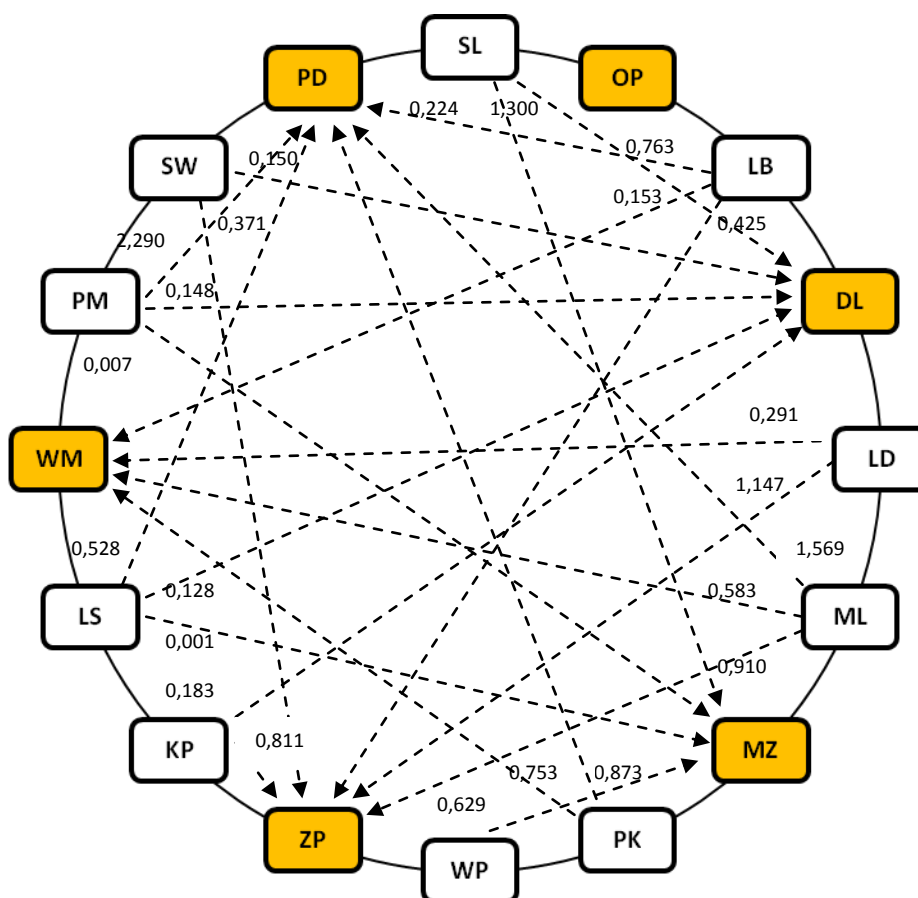 SL
PD
OP
0,224
1,300
SW
0,150
0,763
LB
0,153
2,290
0,371
0,425
PM
0,148
DL
0,007
0,291
WM
LD
1,147
0,528
1,569
0,128
0,583
LS
ML
0,001
0,910
0,183
KP
0,811
MZ
0,753
0,873
0,629
ZP
PK
WP